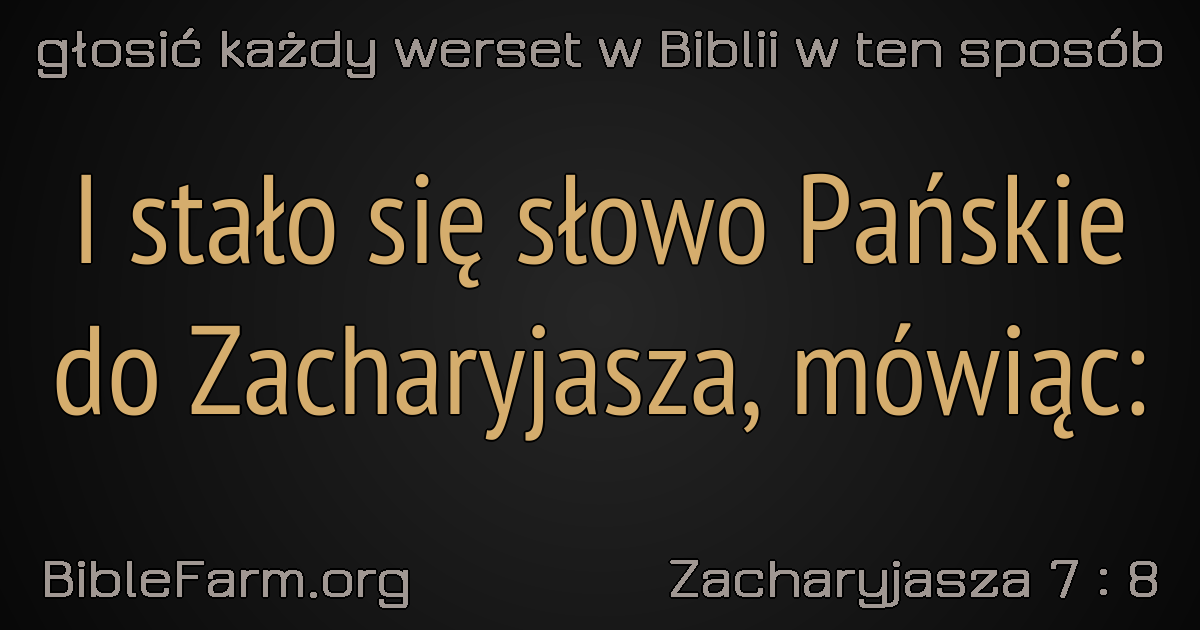 głosić każdy werset w Biblii w ten sposób
I stało się słowo Pańskie
do Zacharyjasza, mówiąc:
BibleFarm.org
Zacharyjasza 7 : 8